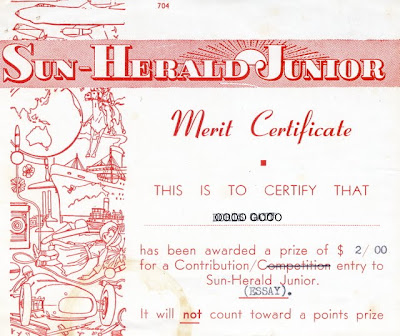 704
SUN-HERALD JUNIOR
Merit Certificate
THIS IS TO CERTIFY THAT
has been awarded a prize of $ 2/00
for a Contribution/Competition entry to
Sun-Herald Junior.
(ESSAY).
It will not count toward a points prize